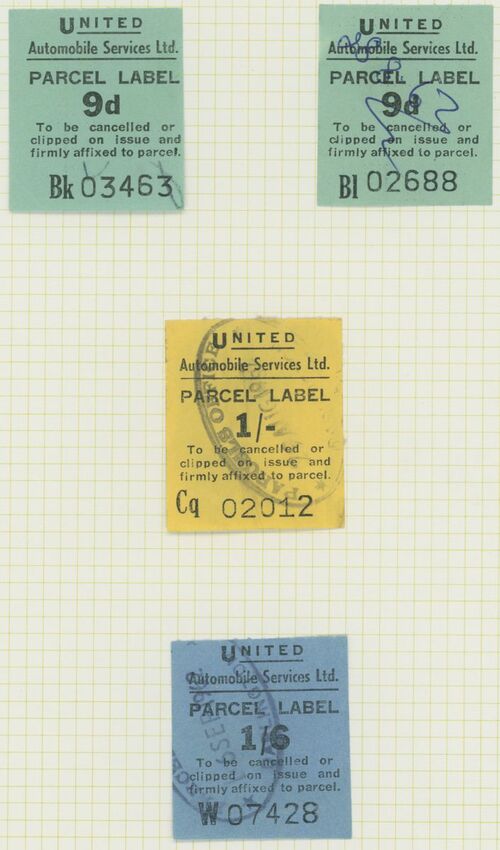 UNITED
Automobile Services Ltd.
PARCEL LABEL
9d
To be cancelled or
clipped on issue and
firmly affixed to parcel.
Bk 03463
UNITED
Automobile Services Ltd.
PARCEL LABEL
9d
To be cancelled or
clipped on issue and
firmly affixed to parcel.
Bl 02688
UNITED
Automobile Services Ltd.
PARCEL LABEL
1/-
To be cancelled or
clipped on issue and
firmly affixed to parcel.
Cq 02012
PARCELS OFFICE
UNITED
Automobile Services Ltd.
PARCEL LABEL
1/6
To be cancelled or
clipped on issue and
firmly affixed to parcel.
W 07428